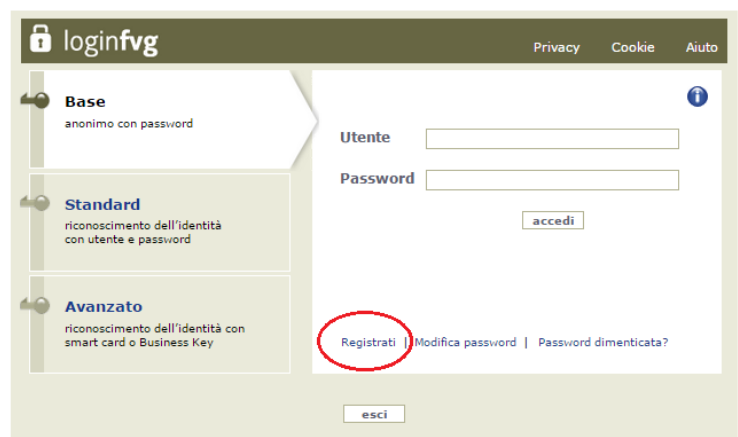 loginfvg
Privacy Cookie Aiuto
Base
anonimo con password
Standard
riconoscimento dell'identità
con utente e password
Avanzato
riconoscimento dell'identità con
smart card o Business Key
Utente
Password
accedi
Registrati | Modifica password | Password dimenticata?
esci